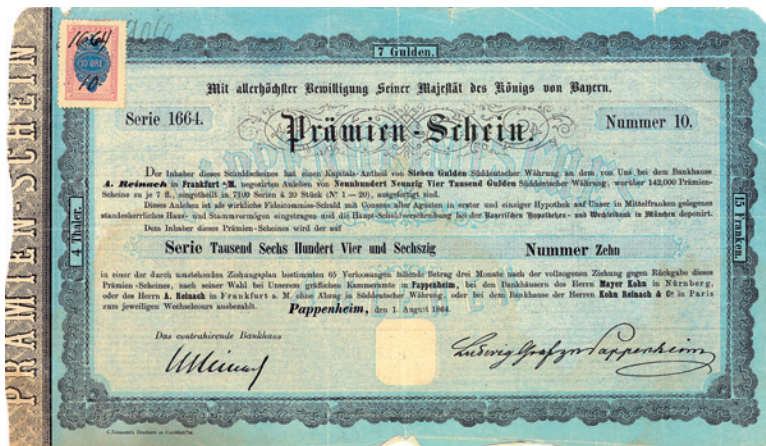 1664
10
7 Gulden.
Mit allerhöchster Bewilligung Seiner Majestät des Königs von Bayern.
Serie 1664.
Prämien-Schein.
Nummer 10.
Der Inhaber dieses Schuldscheines hat einen Kapitals-Antheil von Sieben Gulden Süddeutscher Währung an dem von Uns bei dem Bankhause
A. Reinach in Frankfurt a/M. negozirten Anlehen von Neunhundert Neunzig Vier Tausend Gulden Süddeutscher Währung, worüber 142,000 Prämien-
Scheine zu je 7 fl., eingetheilt in 7100 Serien à 20 Stück (Nº 1—20), ausgefertigt sind.
Dieses Anlehen ist als wirkliche Fideicommiss-Schuld mit Consens aller Agnaten in erster und einziger Hypothek auf Unser in Mittelfranken gelegenes
standesherrliches Haus- und Stammvermögen eingetragen und die Haupt-Schuldverschreibung bei der Bayerischen Hypotheken- und Wechselbank in München deponirt.
Dem Inhaber dieses Prämien-Scheines wird der auf
Serie Tausend Sechs Hundert Vier und Sechszig
Nummer Zehn
in einer der durch umstehenden Ziehungsplan bestimmten 65 Verloosungen fallende Betrag drei Monate nach der vollzogenen Ziehung gegen Rückgabe dieses
Prämien-Scheines, nach seiner Wahl bei Unserem gräflichen Kammeramte in Pappenheim, bei den Bankhäusern des Herrn Mayer Kohn in Nürnberg,
oder des Herrn A. Reinach in Frankfurt a. M. ohne Abzug in Süddeutscher Währung, oder bei dem Bankhause der Herren Kohn Reinach & Cº in Paris
zum jeweiligen Wechselcours ausbezahlt.
Pappenheim, den 1. August 1864.
Das contrahirende Bankhaus
Ludwig Graf zu Pappenheim
4 Thaler.
15 Franken.
PRÄMIEN-SCHEIN